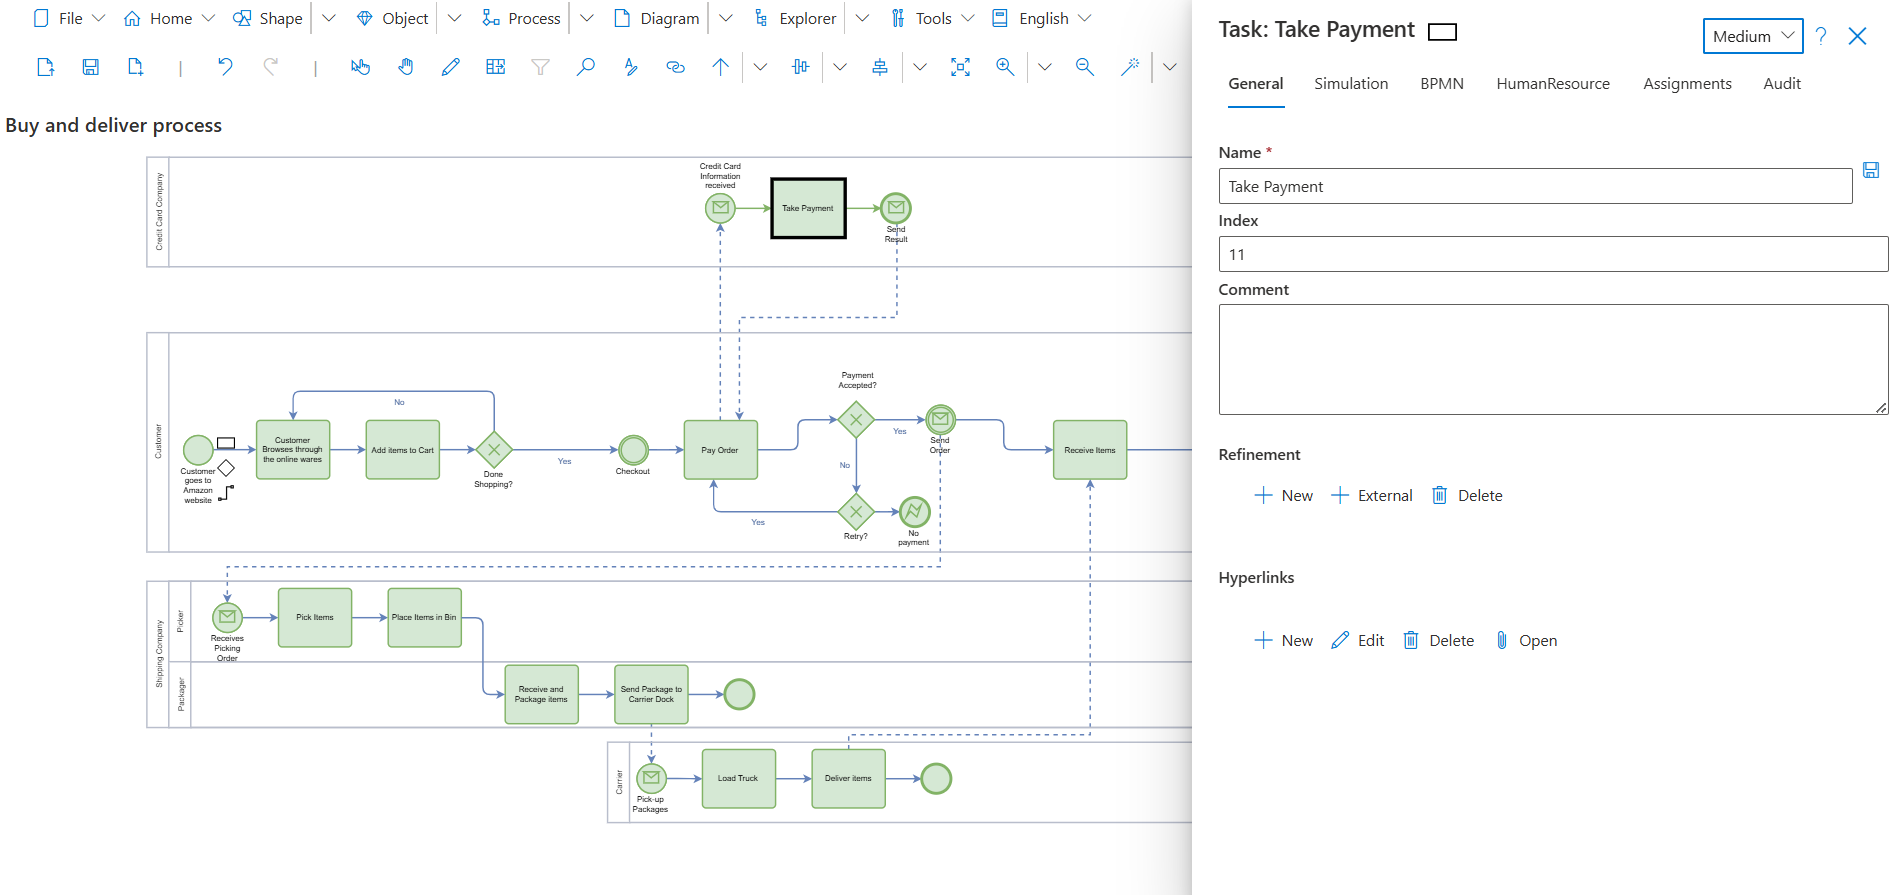 File
Home
Shape
Object
Process
Diagram
Explorer
Tools
English
Buy and deliver process
Credit Card Company
Credit Card
Information
received
Take Payment
Send
Result
Customer
Customer
goes to
Amazon
website
Customer
Browses through
the online wares
Add items to Cart
No
Done
Shopping?
Yes
Checkout
Pay Order
Payment
Accepted?
Yes
No
Send
Order
Retry?
Yes
No
payment
Receive Items
Shipping Company
Picker
Receives
Picking
Order
Pick Items
Place Items in Bin
Packager
Receive and
Package items
Send Package to
Carrier Dock
Carrier
Pick-up
Packages
Load Truck
Deliver items
Task: Take Payment
Medium
?
General
Simulation
BPMN
HumanResource
Assignments
Audit
Name *
Take Payment
Index
11
Comment
Refinement
New
External
Delete
Hyperlinks
New
Edit
Delete
Open